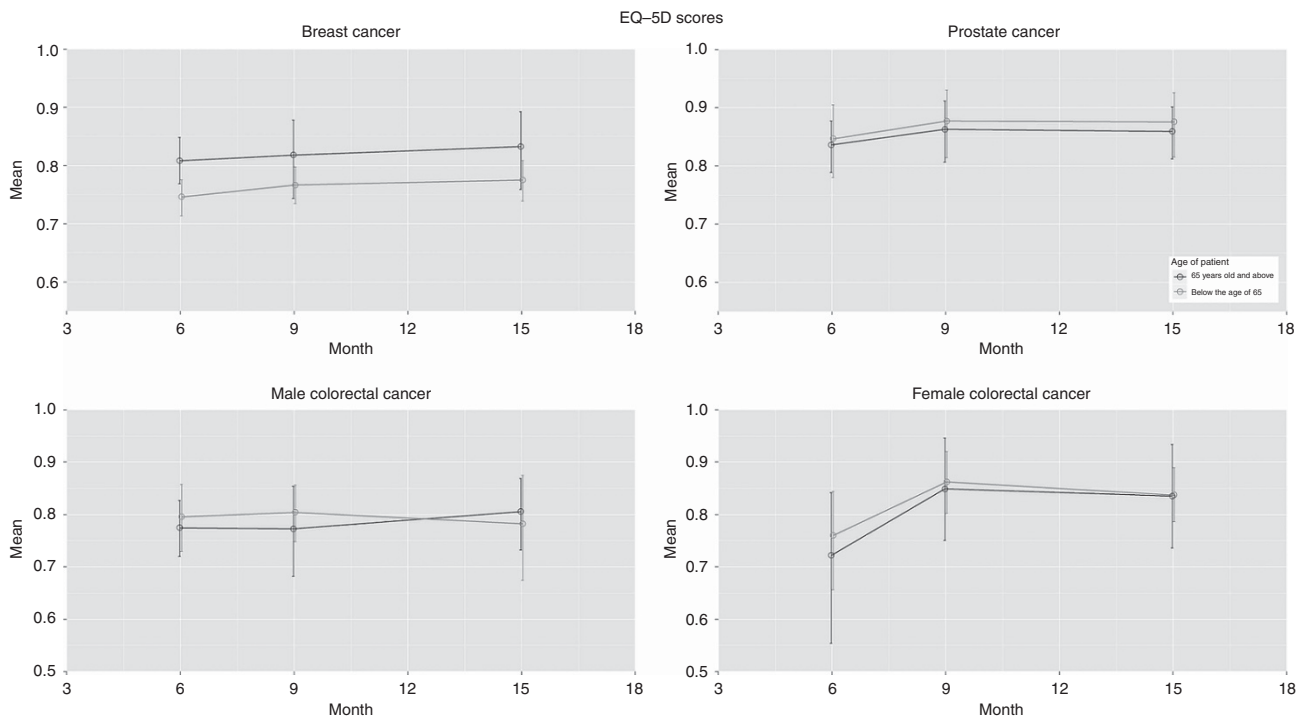 EQ–5D scores
Breast cancer
1.0
0.9
0.8
0.7
0.6
Mean
3 6 9 12 15 18
Month
Prostate cancer
1.0
0.9
0.8
0.7
0.6
Mean
Age of patient
65 years old and above
Below the age of 65
3 6 9 12 15 18
Month
Male colorectal cancer
1.0
0.9
0.8
0.7
0.6
0.5
Mean
3 6 9 12 15 18
Month
Female colorectal cancer
1.0
0.9
0.8
0.7
0.6
0.5
Mean
3 6 9 12 15 18
Month